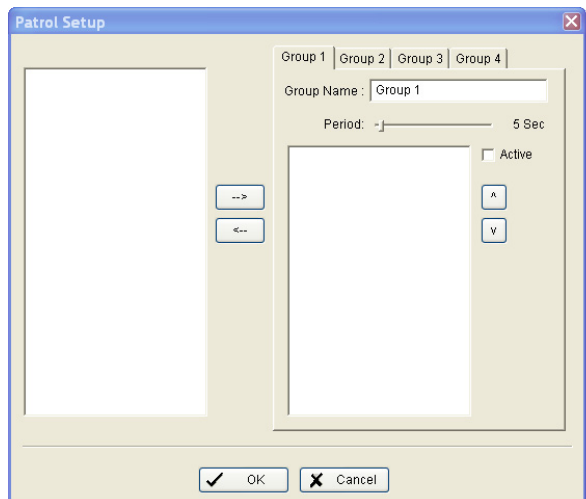 Patrol Setup
Group 1 Group 2 Group 3 Group 4
Group Name : Group 1
Period: 5 Sec
Active
-->
^
<--
v
OK Cancel